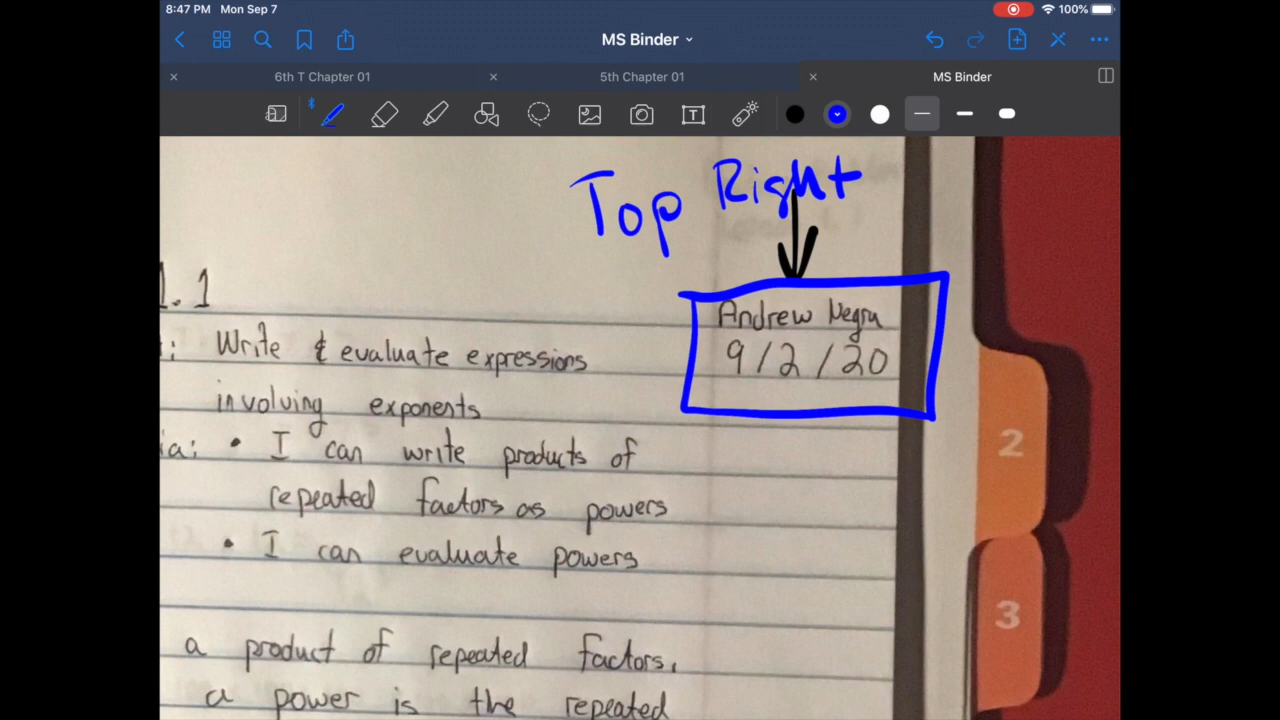 8:47 PM Mon Sep 7
100%
MS Binder
6th T Chapter 01
5th Chapter 01
MS Binder
T
Top Right
1.1
Andrew Negru
9/2/20
: Write & evaluate expressions
involving exponents
ia: • I can write products of
repeated factors as powers
• I can evaluate powers
a product of repeated factors.
a power is the repeated
2
3